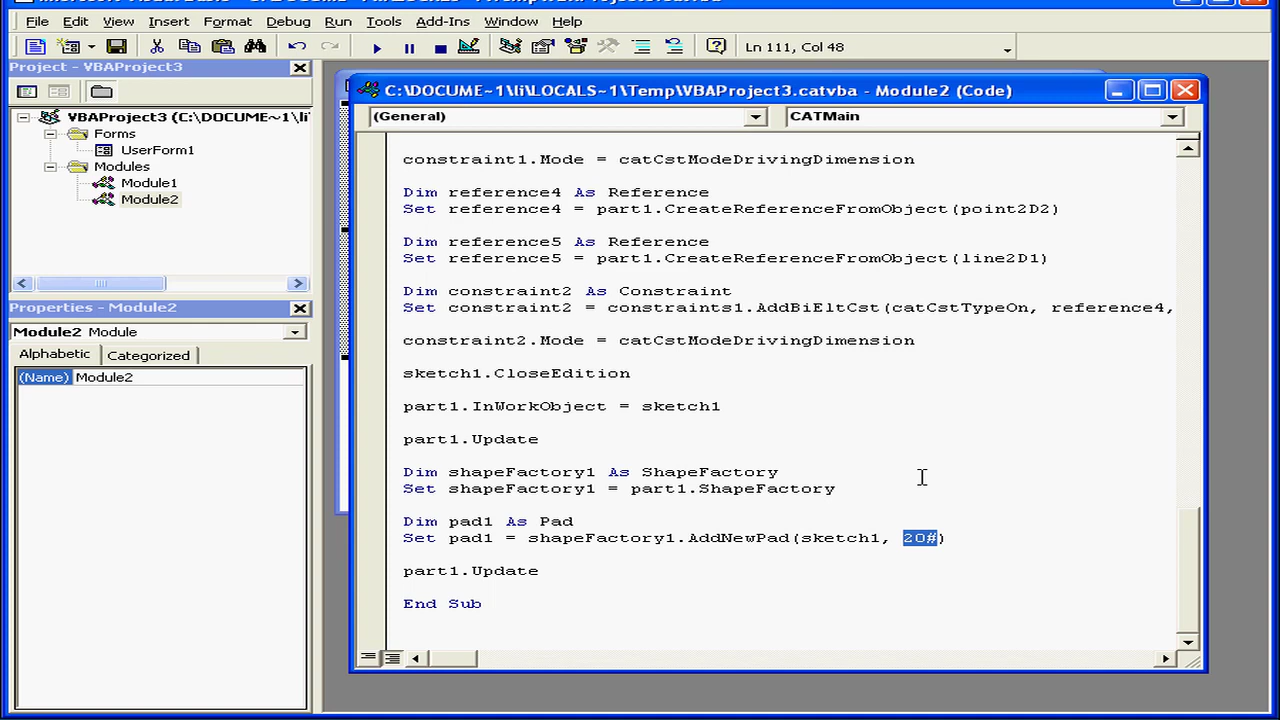 File Edit View Insert Format Debug Run Tools Add-Ins Window Help
Ln 111, Col 48
Project - VBAProject3
VBAProject3 (C:\DOCUME~1\li'
Forms
UserForm1
Modules
Module1
Module2
Properties - Module2
Module2 Module
Alphabetic Categorized
(Name) Module2
C:\DOCUME~1\li\LOCALS~1\Temp\VBAProject3.catvba - Module2 (Code)
(General) CATMain
constraint1.Mode = catCstModeDrivingDimension
Dim reference4 As Reference
Set reference4 = part1.CreateReferenceFromObject(point2D2)
Dim reference5 As Reference
Set reference5 = part1.CreateReferenceFromObject(line2D1)
Dim constraint2 As Constraint
Set constraint2 = constraints1.AddBiEltCst(catCstTypeOn, reference4,
constraint2.Mode = catCstModeDrivingDimension
sketch1.CloseEdition
part1.InWorkObject = sketch1
part1.Update
Dim shapeFactory1 As ShapeFactory
Set shapeFactory1 = part1.ShapeFactory
Dim pad1 As Pad
Set pad1 = shapeFactory1.AddNewPad(sketch1, 20#)
part1.Update
End Sub